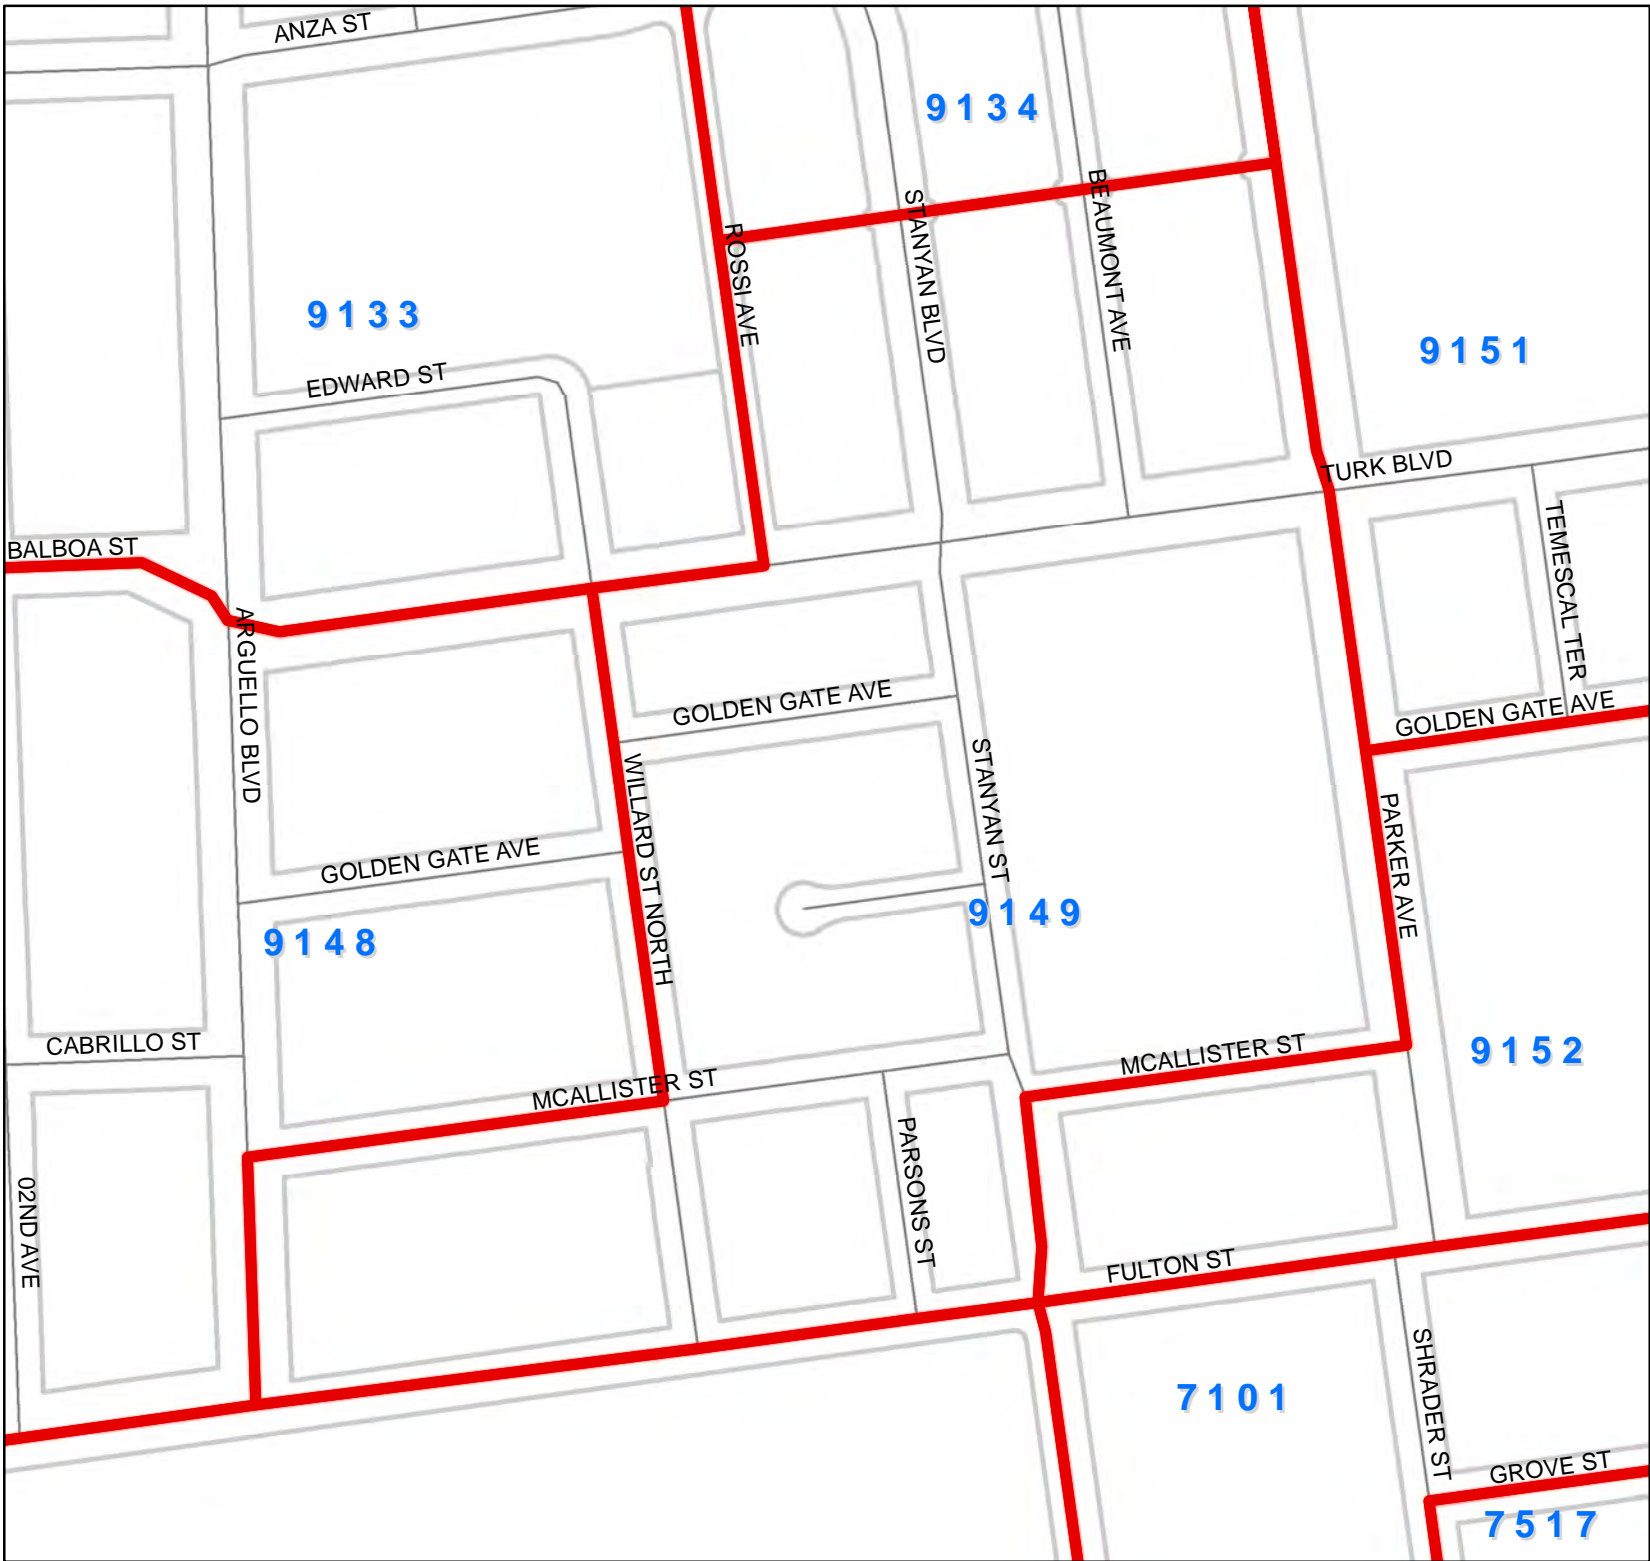 ANZA ST
9134
BEAUMONT AVE
STANYAN BLVD
ROSSI AVE
9133
9151
EDWARD ST
TURK BLVD
TEMESCAL TER
BALBOA ST
ARGUELLO BLVD
GOLDEN GATE AVE
GOLDEN GATE AVE
STANYAN ST
WILLARD ST NORTH
PARKER AVE
GOLDEN GATE AVE
9149
9148
CABRILLO ST
MCALLISTER ST
9152
MCALLISTER ST
PARSONS ST
02ND AVE
FULTON ST
SHRADER ST
7101
GROVE ST
7517